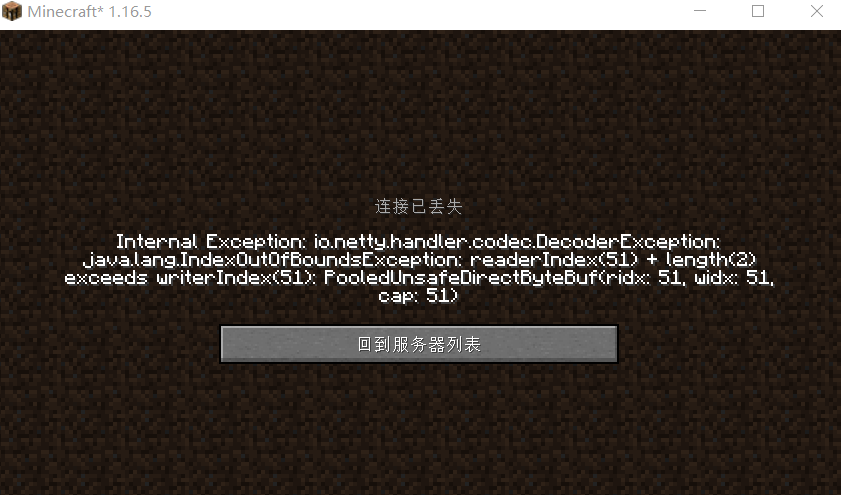 Minecraft* 1.16.5
连接已丢失
Internal Exception: io.netty.handler.codec.DecoderException:
java.lang.IndexOutOfBoundsException: readerIndex(51) + length(2)
exceeds writerIndex(51): PooledUnsafeDirectByteBuf(ridx: 51, widx: 51,
cap: 51)
回到服务器列表